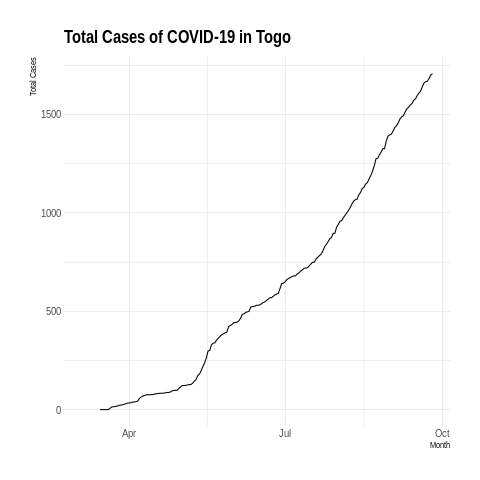 Total Cases of COVID-19 in Togo
Total Cases
1500
1000
500
0
Apr
Jul
Oct
Month